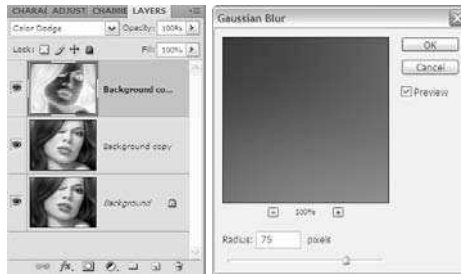 CHARAC ADJUST CHANNE LAYERS
Color Dodge Opacity: 100%
Lock: Fill: 100%
Background co...
Background copy
Background
fx.
Gaussian Blur
OK
Cancel
Preview
100%
Radius: 75 pixels